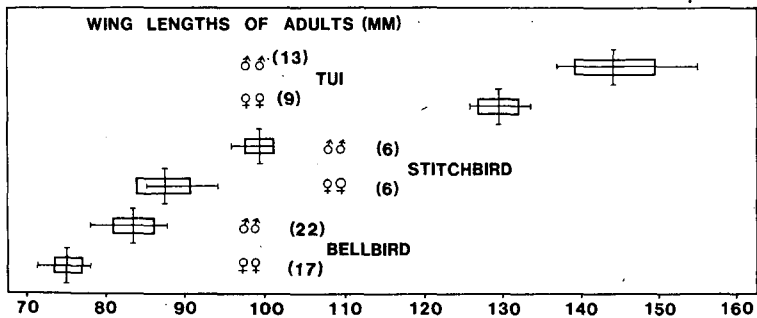 WING LENGTHS OF ADULTS (MM)
♂♂ (13)
TUI
♀♀ (9)
♂♂ (6)
STITCHBIRD
♀♀ (6)
♂♂ (22)
BELLBIRD
♀♀ (17)
70 80 90 100 110 120 130 140 150 160